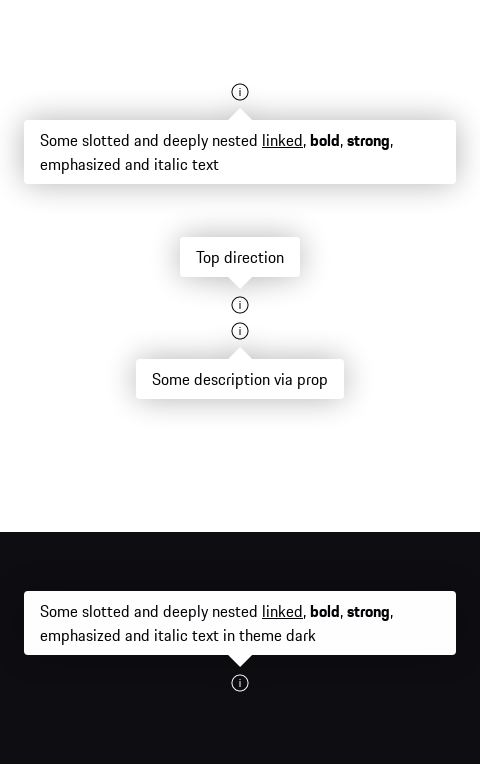 Some slotted and deeply nested linked, bold, strong,
emphasized and italic text
Top direction
Some description via prop
Some slotted and deeply nested linked, bold, strong,
emphasized and italic text in theme dark